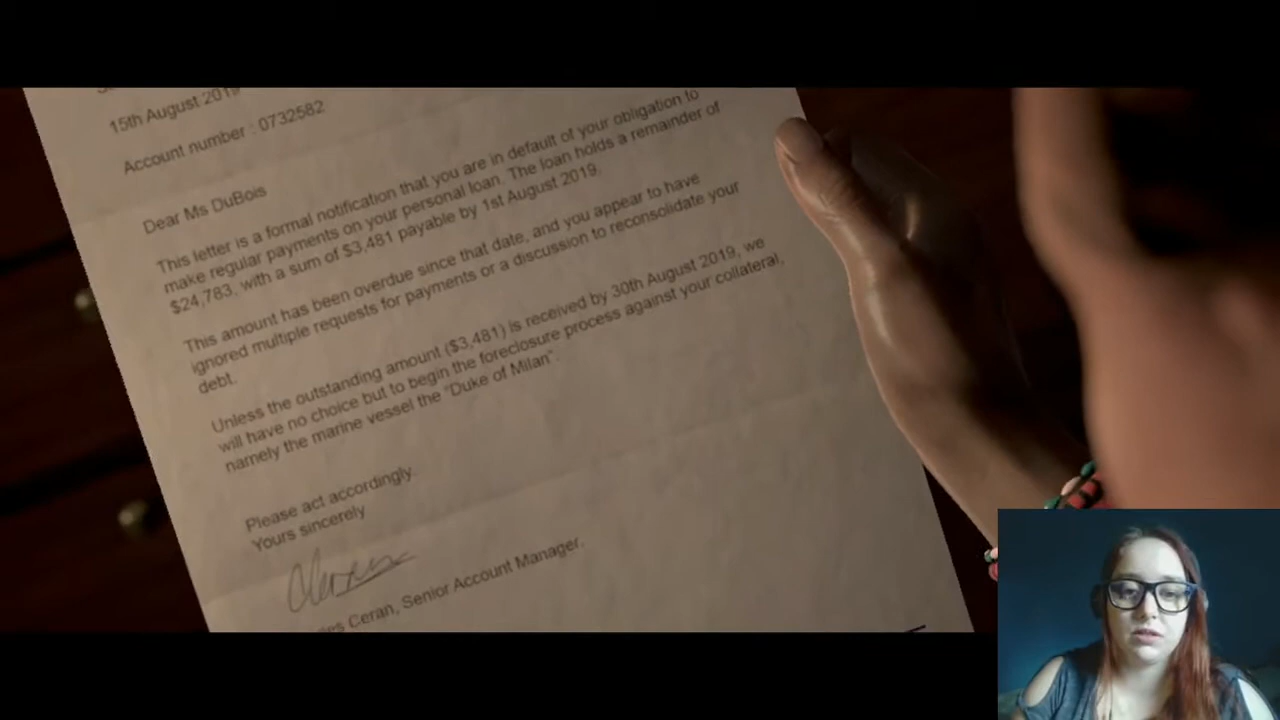 15th August 2019
Account number : 0732582
Dear Ms DuBois
This letter is a formal notification that you are in default of your obligation to
make regular payments on your personal loan. The loan holds a remainder of
$24,783, with a sum of $3,481 payable by 1st August 2019.
This amount has been overdue since that date, and you appear to have
ignored multiple requests for payments or a discussion to reconsolidate your
debt.
Unless the outstanding amount ($3,481) is received by 30th August 2019, we
will have no choice but to begin the foreclosure process against your collateral,
namely the marine vessel the "Duke of Milan".
Please act accordingly.
Yours sincerely
Ceran, Senior Account Manager.